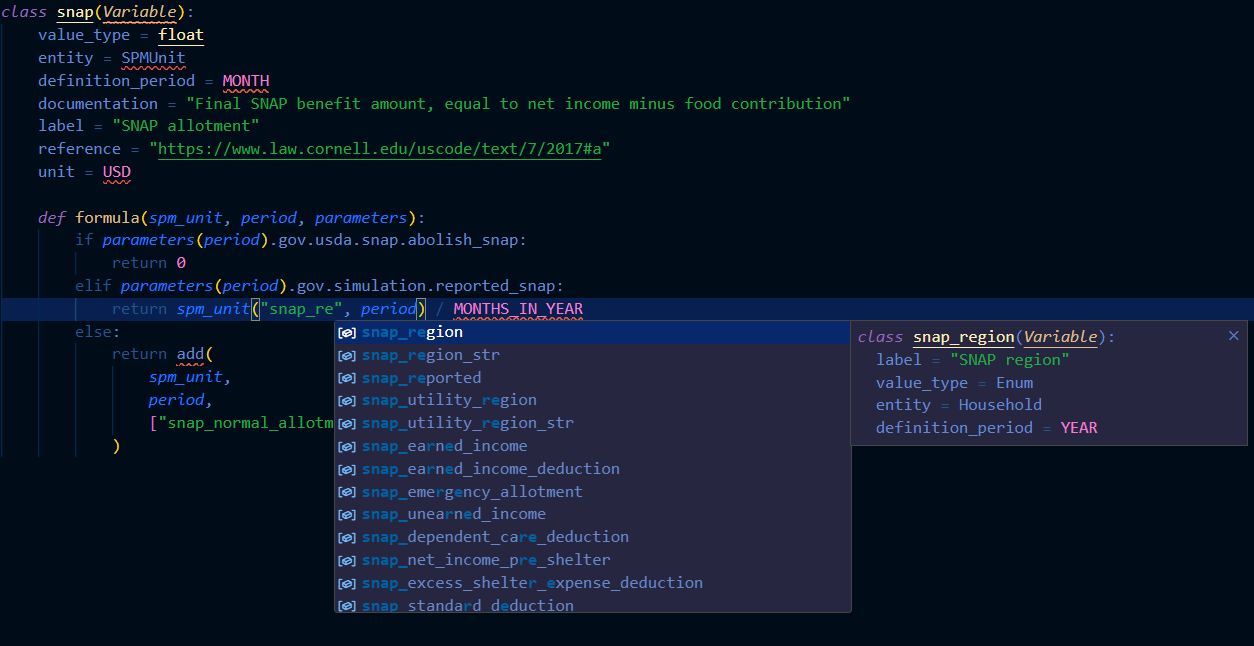 class snap(Variable):
value_type = float
entity = SPMUnit
definition_period = MONTH
documentation = "Final SNAP benefit amount, equal to net income minus food contribution"
label = "SNAP allotment"
reference = "https://www.law.cornell.edu/uscode/text/7/2017#a"
unit = USD
def formula(spm_unit, period, parameters):
if parameters(period).gov.usda.snap.abolish_snap:
return 0
elif parameters(period).gov.simulation.reported_snap:
return spm_unit("snap_re", period) / MONTHS_IN_YEAR
else:
return add(
spm_unit,
period,
["snap_normal_allotm
)
snap_region
snap_region_str
snap_reported
snap_utility_region
snap_utility_region_str
snap_earned_income
snap_earned_income_deduction
snap_emergency_allotment
snap_unearned_income
snap_dependent_care_deduction
snap_net_income_pre_shelter
snap_excess_shelter_expense_deduction
snap_standard_deduction
class snap_region(Variable):
label = "SNAP region"
value_type = Enum
entity = Household
definition_period = YEAR